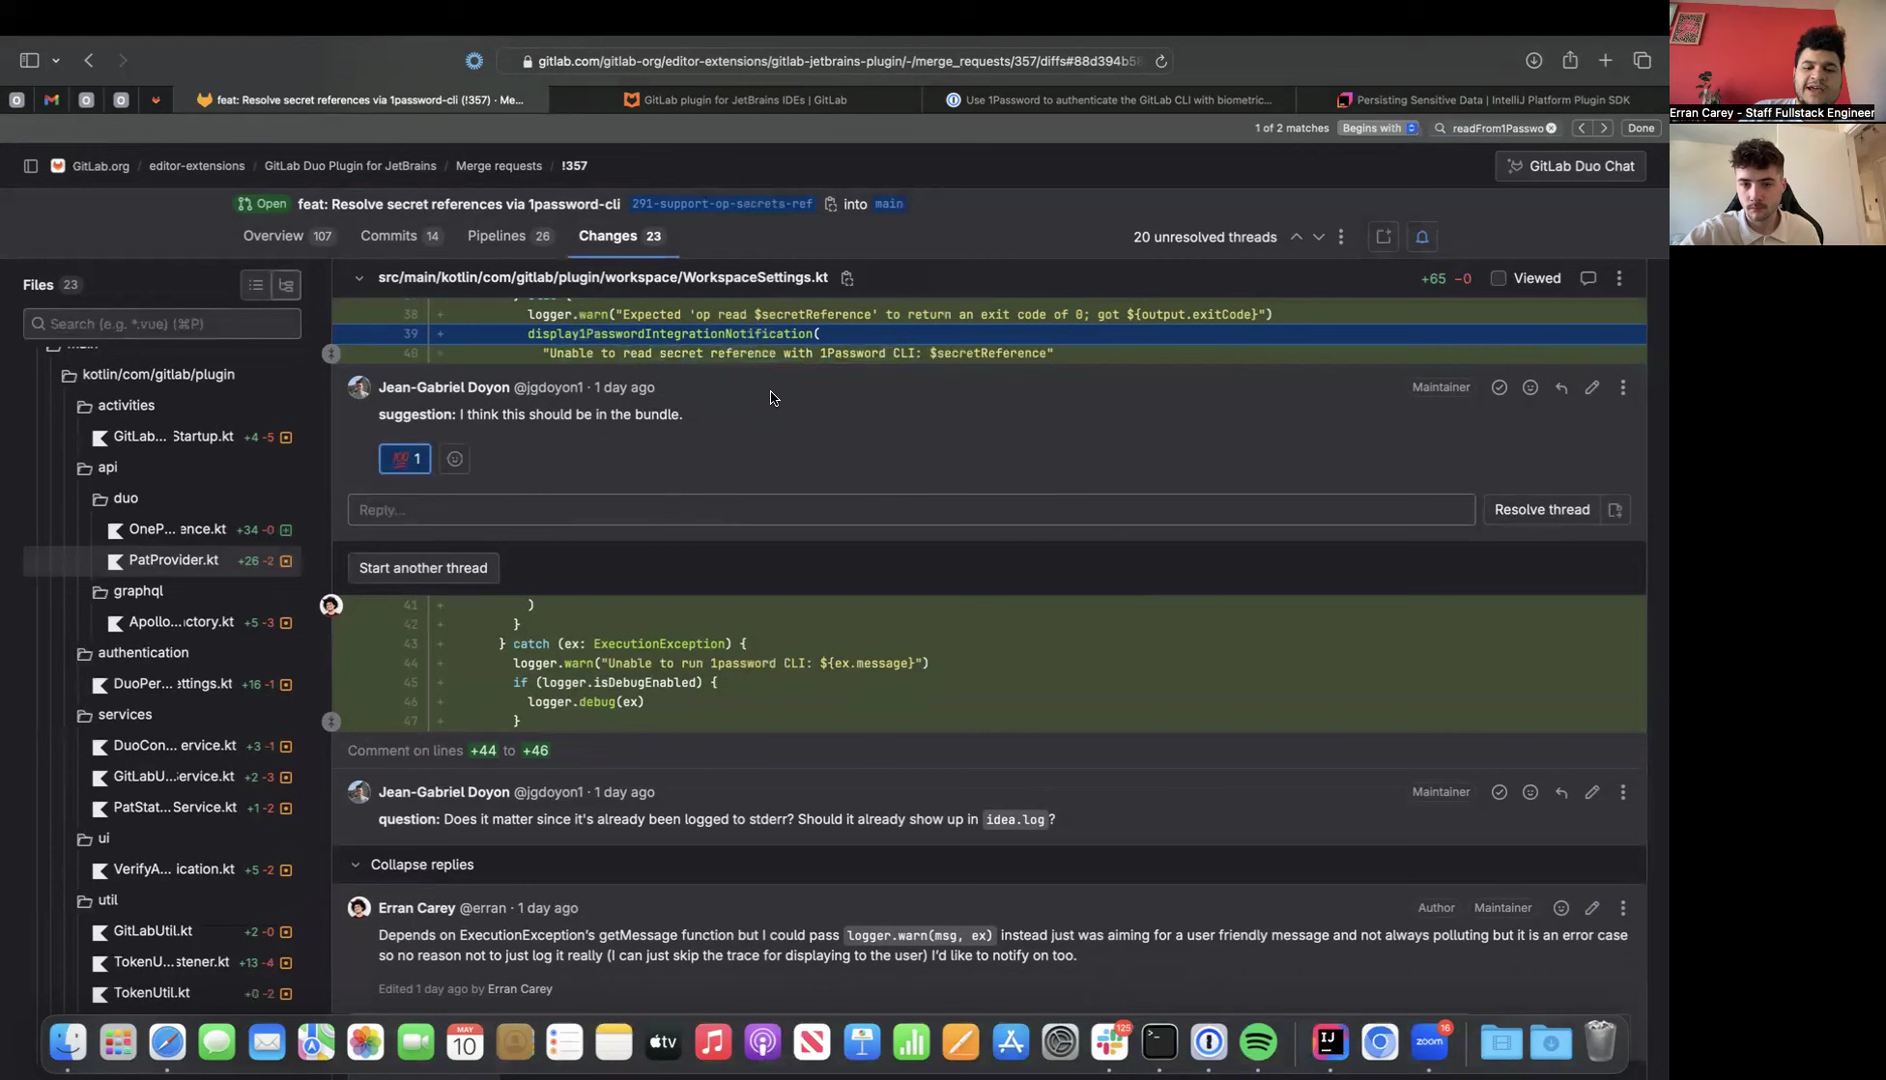 gitlab.com/gitlab-org/editor-extensions/gitlab-jetbrains-plugin/-/merge_requests/357/diffs#88d394b58
feat: Resolve secret references via 1password-cli (!357) · Me...
GitLab plugin for JetBrains IDEs | GitLab
Use 1Password to authenticate the GitLab CLI with biometric...
Persisting Sensitive Data | IntelliJ Platform Plugin SDK
1 of 2 matches
Begins with
readFrom1Passwo
Done
Erran Carey - Staff Fullstack Engineer
GitLab.org / editor-extensions / GitLab Duo Plugin for JetBrains / Merge requests / !357
GitLab Duo Chat
Open feat: Resolve secret references via 1password-cli 291-support-op-secrets-ref into main
Overview 107 Commits 14 Pipelines 26 Changes 23
20 unresolved threads
Files 23
Search (e.g. *.vue) (⌘P)
kotlin/com/gitlab/plugin
activities
GitLab... Startup.kt +4 -5
api
duo
OneP... ence.kt +34 -0
PatProvider.kt +26 -2
graphql
Apollo...ctory.kt +5 -3
authentication
DuoPer... ettings.kt +16 -1
services
DuoCon... ervice.kt +3 -1
GitLabU...ervice.kt +2 -3
PatStat... Service.kt +1 -2
ui
VerifyA... ication.kt +5 -2
util
GitLabUtil.kt +2 -0
TokenU... stener.kt +13 -4
TokenUtil.kt +0 -2
src/main/kotlin/com/gitlab/plugin/workspace/WorkspaceSettings.kt
+65 -0
Viewed
38 + logger.warn("Expected 'op read $secretReference' to return an exit code of 0; got ${output.exitCode}")
39 + display1PasswordIntegrationNotification(
40 + "Unable to read secret reference with 1Password CLI: $secretReference"
Jean-Gabriel Doyon @jgdoyon1 · 1 day ago
Maintainer
suggestion: I think this should be in the bundle.
💯 1
Reply...
Resolve thread
Start another thread
41 + )
42 + }
43 + } catch (ex: ExecutionException) {
44 + logger.warn("Unable to run 1password CLI: ${ex.message}")
45 + if (logger.isDebugEnabled) {
46 + logger.debug(ex)
47 + }
Comment on lines +44 to +46
Jean-Gabriel Doyon @jgdoyon1 · 1 day ago
Maintainer
question: Does it matter since it's already been logged to stderr? Should it already show up in idea.log?
Collapse replies
Erran Carey @erran · 1 day ago
Author Maintainer
Depends on ExecutionException's getMessage function but I could pass logger.warn(msg, ex) instead just was aiming for a user friendly message and not always polluting but it is an error case
so no reason not to just log it really (I can just skip the trace for displaying to the user) I'd like to notify on too.
Edited 1 day ago by Erran Carey
MAY
10
tv
125
IJ
zoom
16